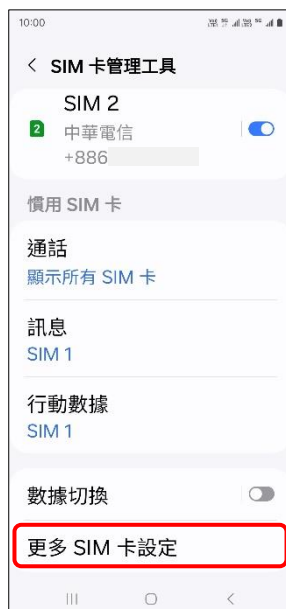 10:00
SIM 卡管理工具
SIM 2
2
中華電信
+886
慣用 SIM 卡
通話
顯示所有 SIM 卡
訊息
SIM 1
行動數據
SIM 1
數據切換
更多 SIM 卡設定